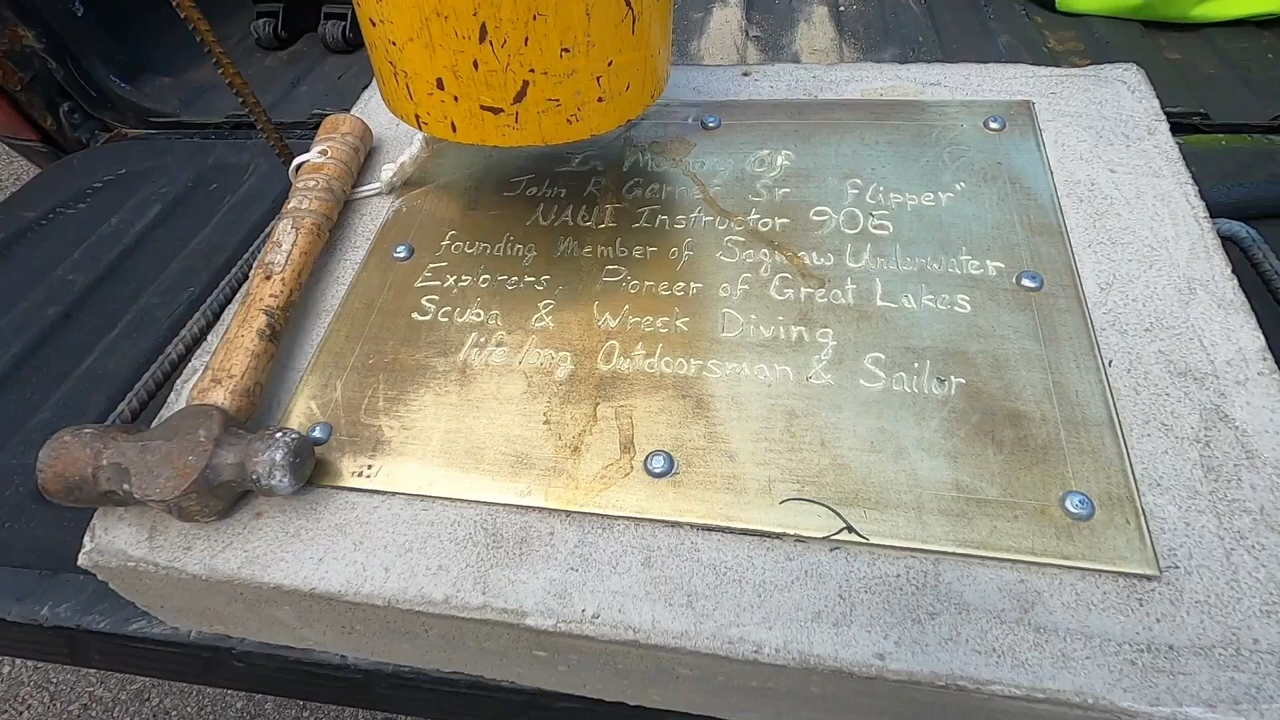 In Memory Of
John R Garner Sr "Flipper"
NAUI Instructor 906
founding Member of Saginaw Underwater
Explorers, Pioneer of Great Lakes
Scuba & Wreck Diving
life long Outdoorsman & Sailor